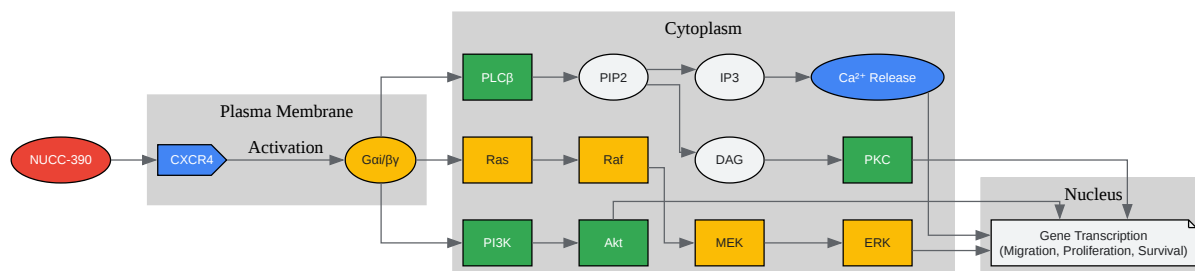 Cytoplasm
PLCβ
PIP2
IP3
Ca²⁺ Release
Plasma Membrane
Activation
NUCC-390
CXCR4
Gαi/βγ
Ras
Raf
DAG
PKC
Nucleus
PI3K
Akt
MEK
ERK
Gene Transcription
(Migration, Proliferation, Survival)